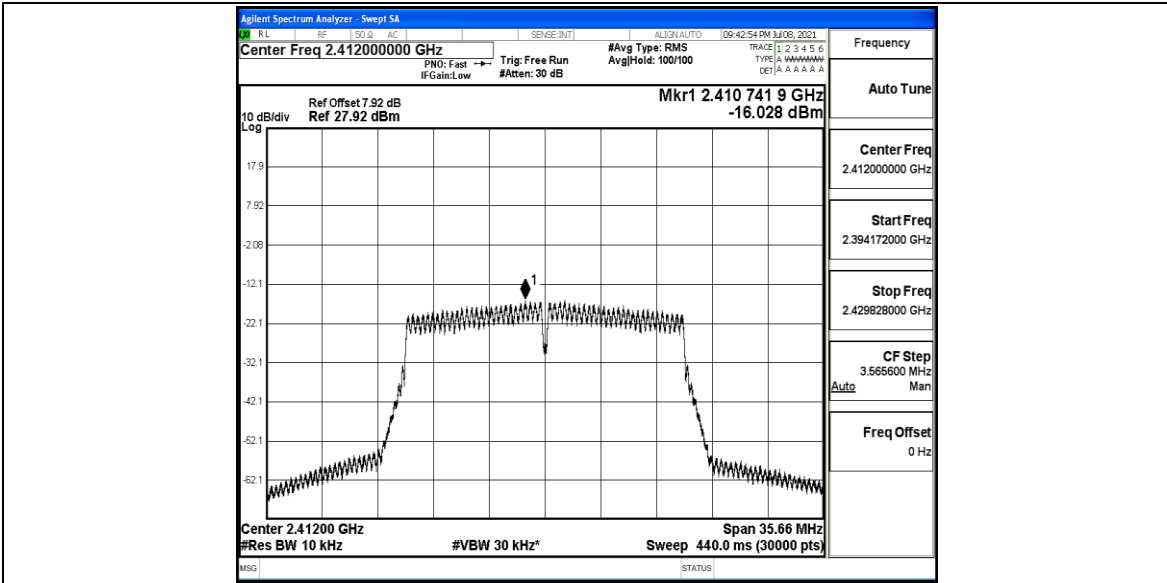 Agilent Spectrum Analyzer - Swept SA
LXI RL RF 50 Ω AC SENSE:INT ALIGNAUTO 09:42:54 PM Jul 08, 2021
Center Freq 2.412000000 GHz
PNO: Fast
IFGain:Low
Trig: Free Run
#Atten: 30 dB
#Avg Type: RMS
Avg|Hold: 100/100
TRACE 1 2 3 4 5 6
TYPE A WWWWW
DET A A A A A A
Mkr1 2.410 741 9 GHz
-16.028 dBm
Ref Offset 7.92 dB
10 dB/div Ref 27.92 dBm
Log
17.9
7.92
-2.08
-12.1
-22.1
-32.1
-42.1
-52.1
-62.1
1
Center 2.41200 GHz Span 35.66 MHz
#Res BW 10 kHz #VBW 30 kHz* Sweep 440.0 ms (30000 pts)
MSG STATUS
Frequency
Auto Tune
Center Freq
2.412000000 GHz
Start Freq
2.394172000 GHz
Stop Freq
2.429828000 GHz
CF Step
3.565600 MHz
Auto Man
Freq Offset
0 Hz